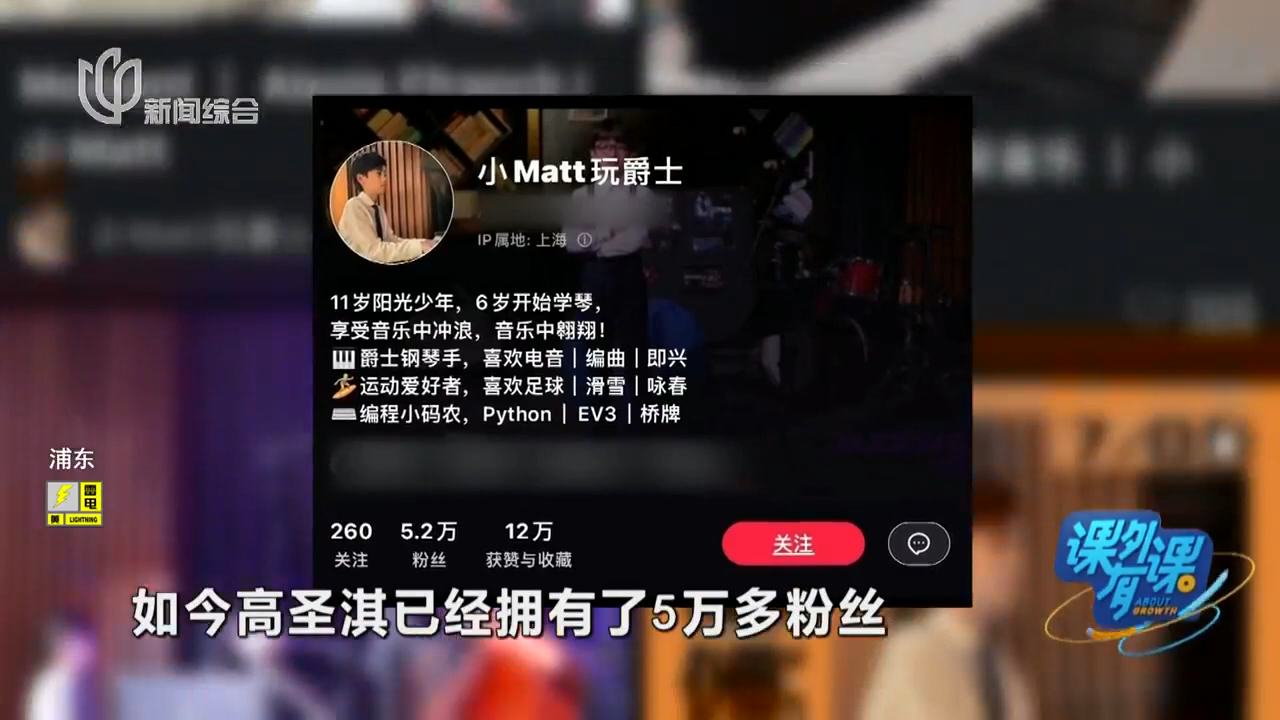 新闻综合
小Matt玩爵士
IP属地: 上海
11岁阳光少年，6岁开始学琴，
享受音乐中冲浪，音乐中翱翔！
爵士钢琴手，喜欢电音｜编曲｜即兴
运动爱好者，喜欢足球｜滑雪｜咏春
编程小码农，Python｜EV3｜桥牌
浦东
雷电
黄 LIGHTNING
260 5.2万 12万
关注 粉丝 获赞与收藏
关注
课外有课
ABOUT
GROWTH
如今高圣淇已经拥有了5万多粉丝